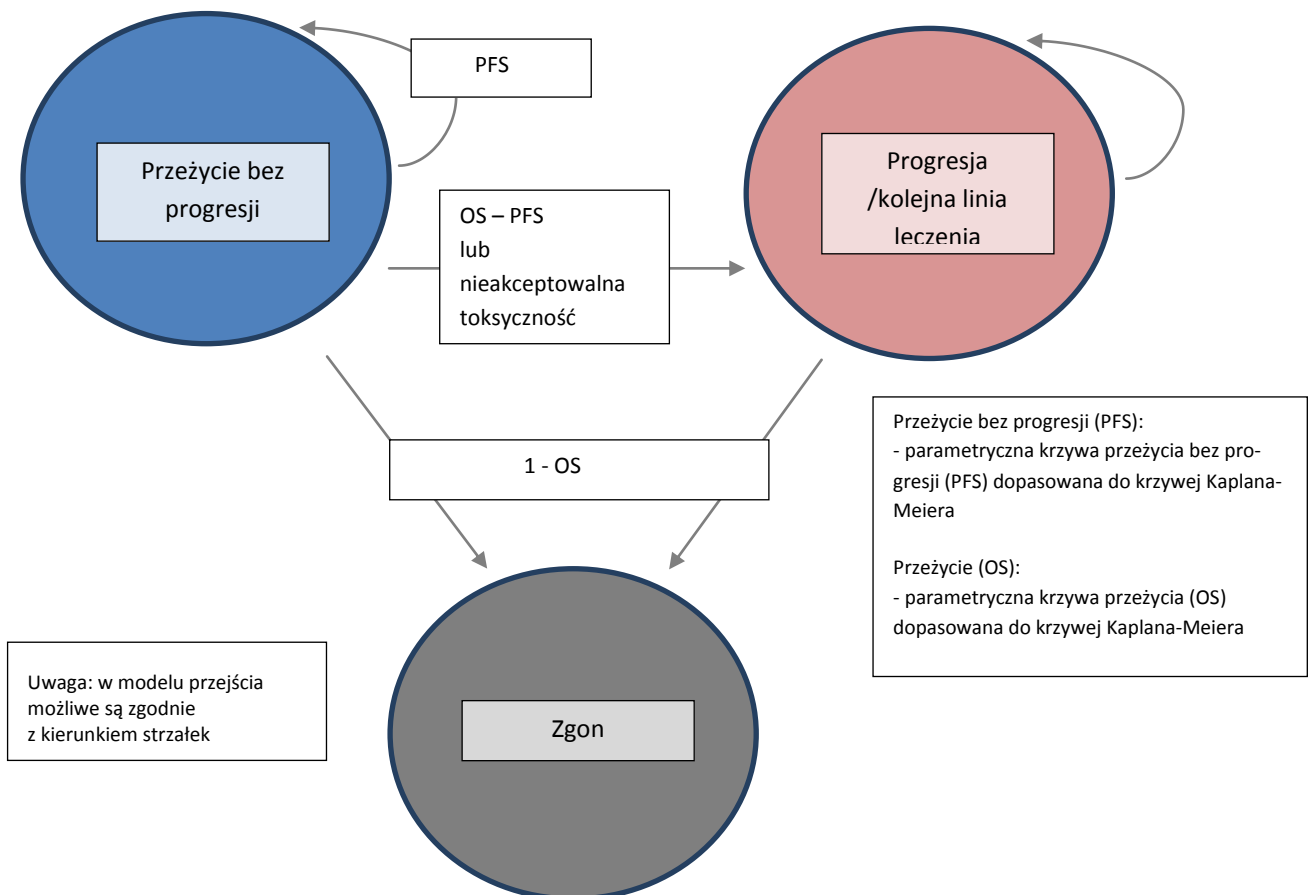 PFS
Przeżycie bez
progresji
Progresja
/kolejna linia
leczenia
OS – PFS
lub
nieakceptowalna
toksyczność
1 - OS
Przeżycie bez progresji (PFS):
- parametryczna krzywa przeżycia bez pro-
gresji (PFS) dopasowana do krzywej Kaplana-
Meiera
Przeżycie (OS):
- parametryczna krzywa przeżycia (OS)
dopasowana do krzywej Kaplana-Meiera
Uwaga: w modelu przejścia
możliwe są zgodnie
z kierunkiem strzałek
Zgon